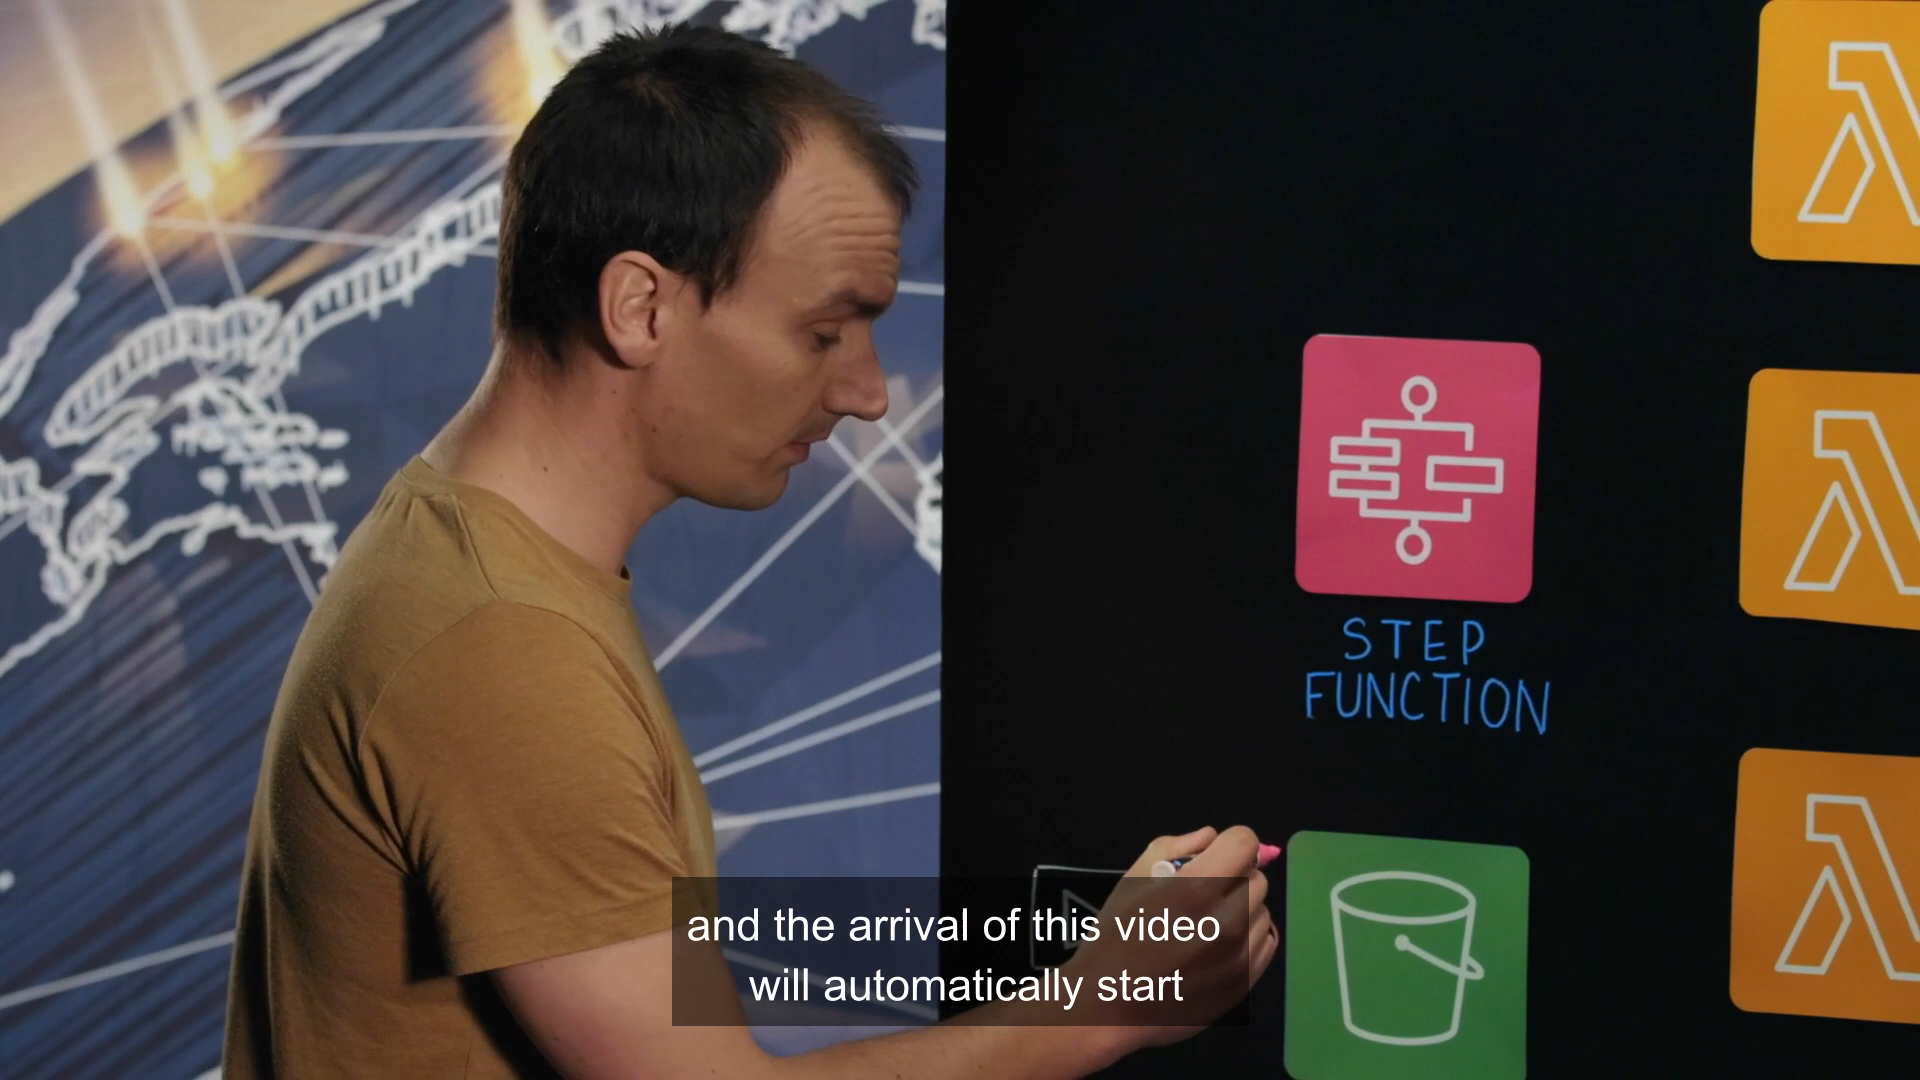 STEP
FUNCTION
and the arrival of this video
will automatically start